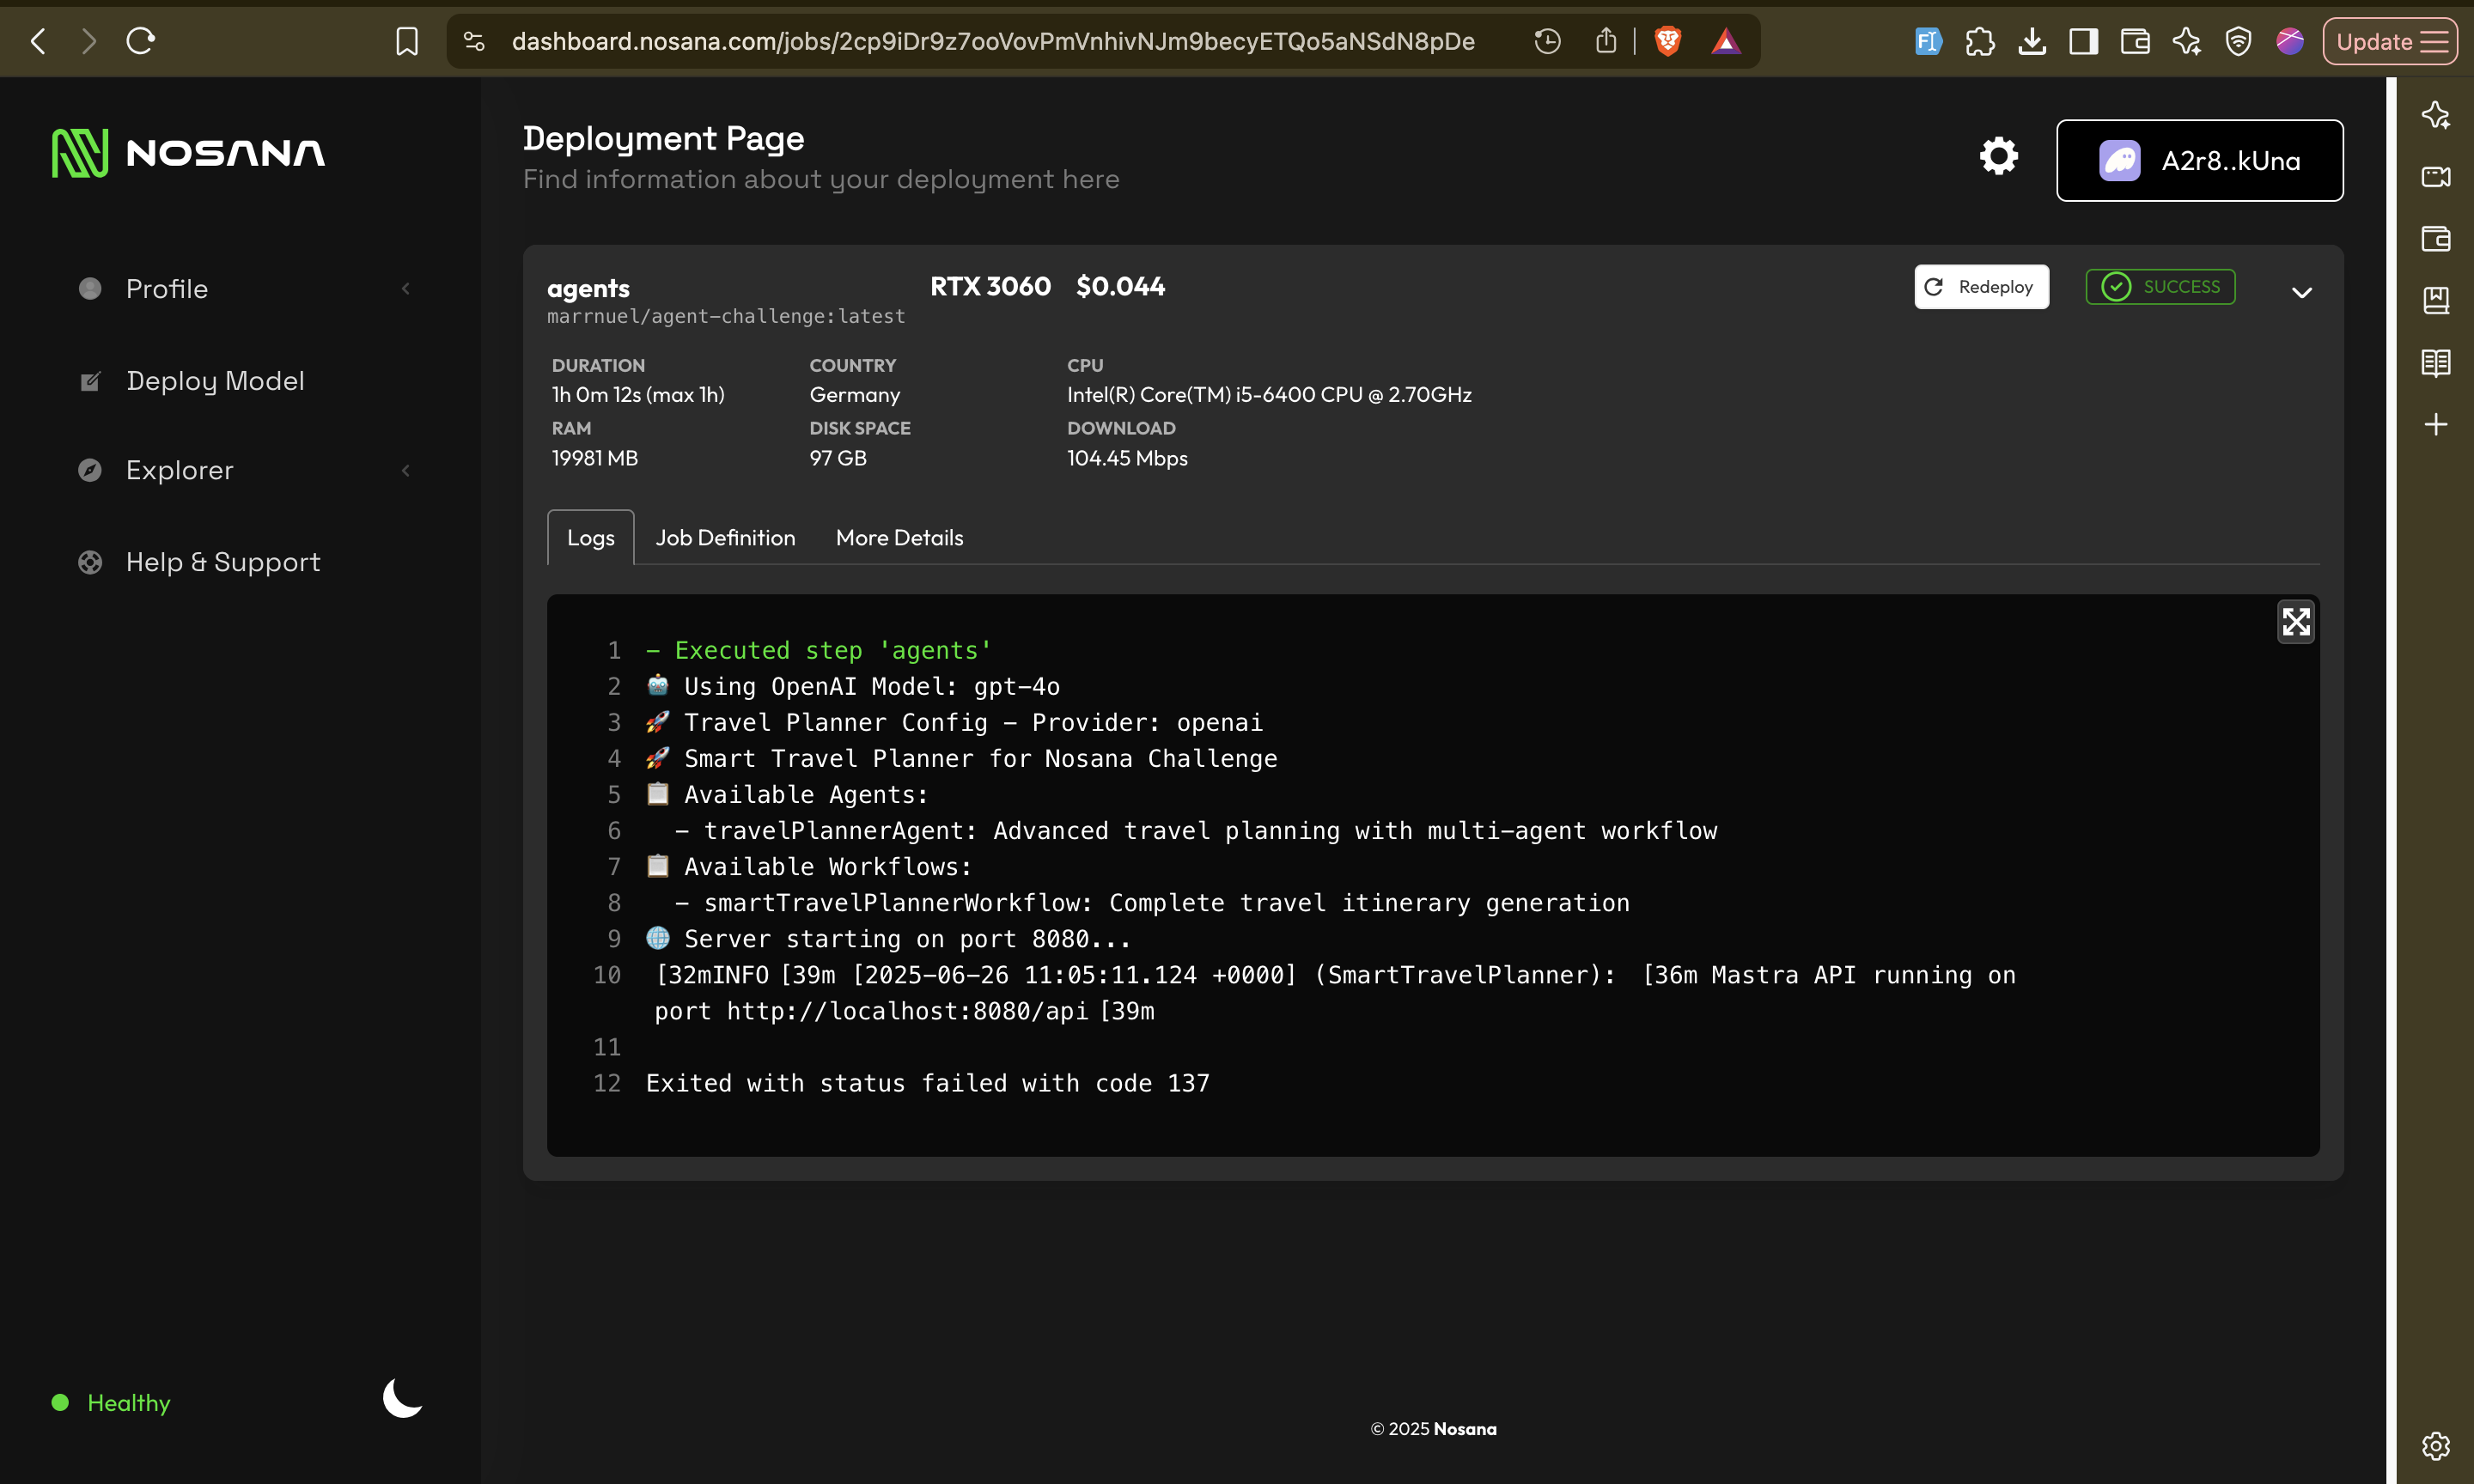 dashboard.nosana.com/jobs/2cp9iDr9z7ooVovPmVnhivNJm9becyETQo5aNSdN8pDe
Update
NOSANA
Profile
Deploy Model
Explorer
Help & Support
Healthy
Deployment Page
Find information about your deployment here
A2r8..kUna
agents
marrnuel/agent-challenge:latest
RTX 3060 $0.044
Redeploy
SUCCESS
DURATION COUNTRY CPU
1h 0m 12s (max 1h) Germany Intel(R) Core(TM) i5-6400 CPU @ 2.70GHz
RAM DISK SPACE DOWNLOAD
19981 MB 97 GB 104.45 Mbps
Logs Job Definition More Details
1 - Executed step 'agents'
2 🤖 Using OpenAI Model: gpt-4o
3 🚀 Travel Planner Config - Provider: openai
4 🚀 Smart Travel Planner for Nosana Challenge
5 📋 Available Agents:
6 - travelPlannerAgent: Advanced travel planning with multi-agent workflow
7 📋 Available Workflows:
8 - smartTravelPlannerWorkflow: Complete travel itinerary generation
9 🌐 Server starting on port 8080...
10 [32mINFO [39m [2025-06-26 11:05:11.124 +0000] (SmartTravelPlanner): [36m Mastra API running on
port http://localhost:8080/api [39m
11
12 Exited with status failed with code 137
© 2025 Nosana